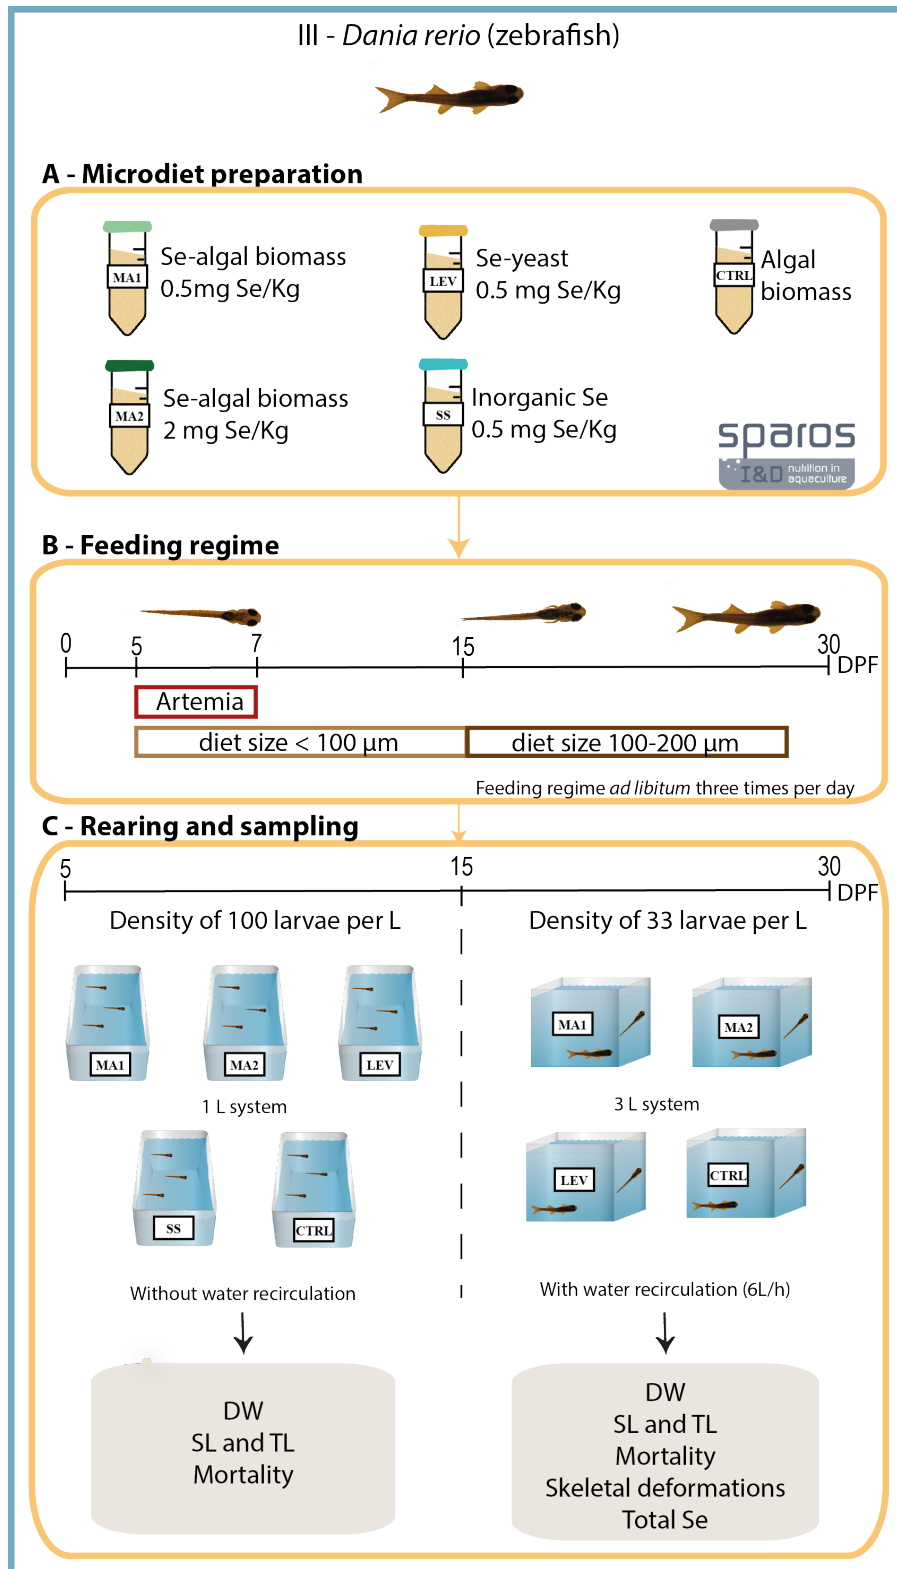 III - Dania rerio (zebrafish)
A - Microdiet preparation
MA1
Se-algal biomass
0.5mg Se/Kg
LEV
Se-yeast
0.5 mg Se/Kg
CTRL
Algal
biomass
MA2
Se-algal biomass
2 mg Se/Kg
SS
Inorganic Se
0.5 mg Se/Kg
sparos
I&D nutrition in
aquaculture
B - Feeding regime
0 5 7 15 30
DPF
Artemia
diet size < 100 µm
diet size 100-200 µm
Feeding regime ad libitum three times per day
C - Rearing and sampling
5 15 30
DPF
Density of 100 larvae per L
MA1 MA2 LEV
1 L system
SS CTRL
Without water recirculation
DW
SL and TL
Mortality
Density of 33 larvae per L
MA1 MA2
3 L system
LEV CTRL
With water recirculation (6L/h)
DW
SL and TL
Mortality
Skeletal deformations
Total Se